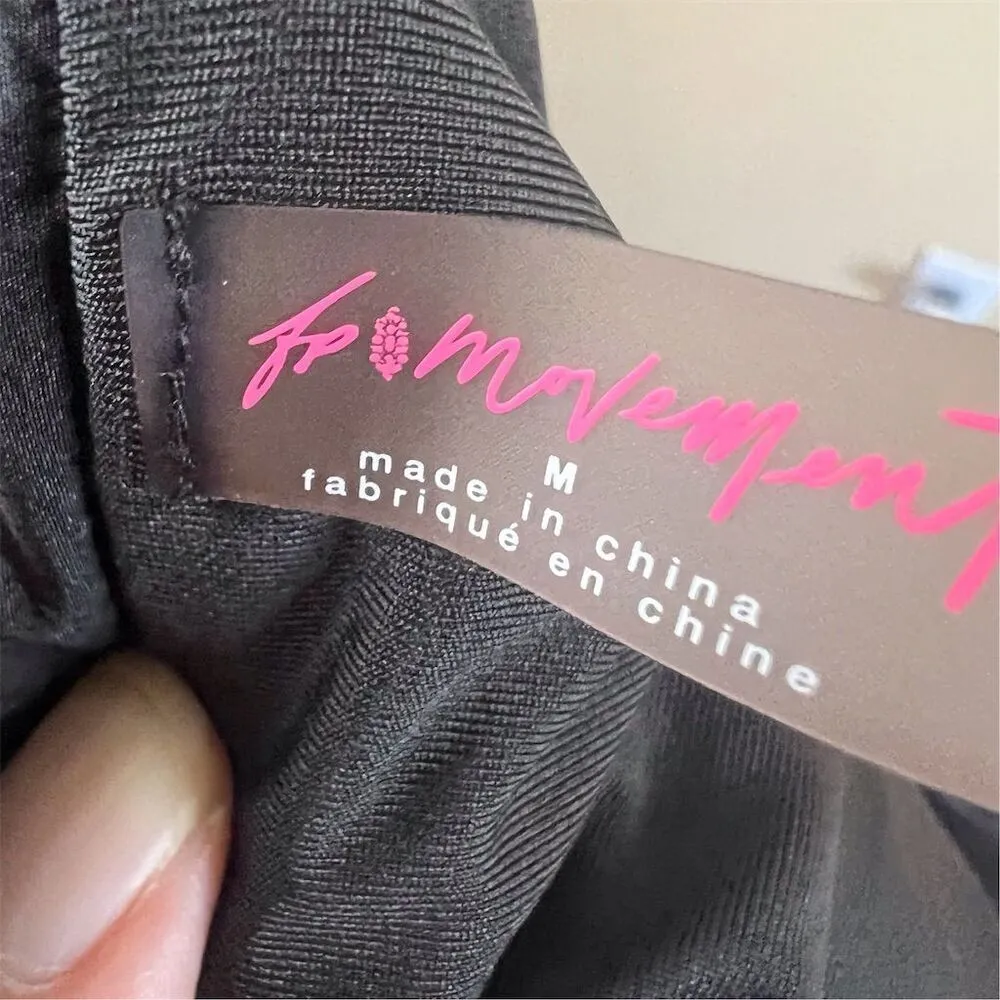 fp movement
M
made in china
fabriqué en chine